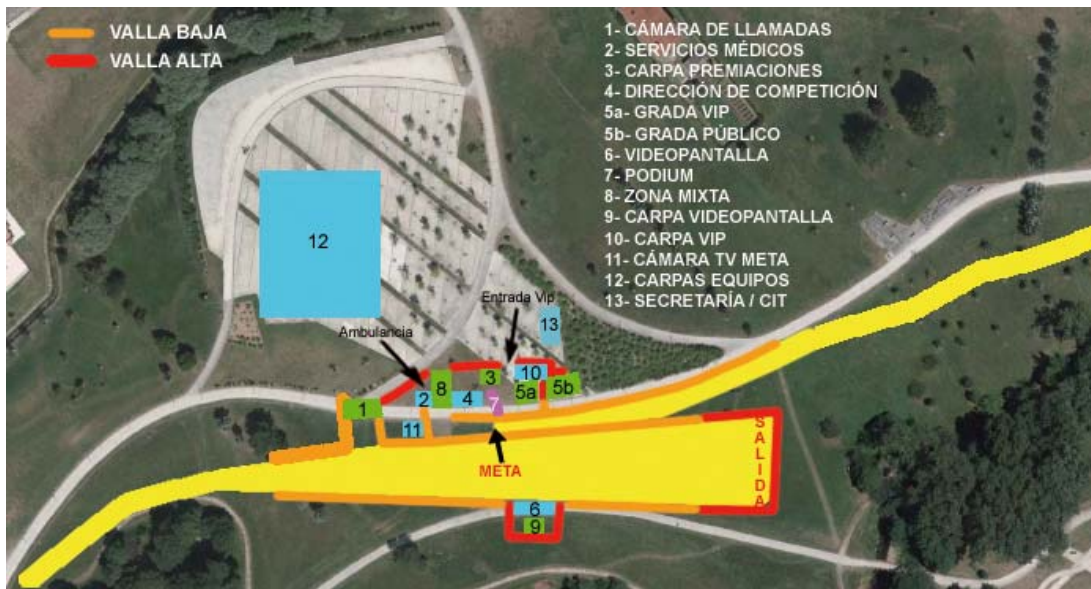 VALLA BAJA
VALLA ALTA
1- CÁMARA DE LLAMADAS
2- SERVICIOS MÉDICOS
3- CARPA PREMIACIONES
4- DIRECCIÓN DE COMPETICIÓN
5a- GRADA VIP
5b- GRADA PÚBLICO
6- VIDEOPANTALLA
7- PODIUM
8- ZONA MIXTA
9- CARPA VIDEOPANTALLA
10- CARPA VIP
11- CÁMARA TV META
12- CARPAS EQUIPOS
13- SECRETARÍA / CIT
12
Entrada Vip
13
Ambulancia
3
10
8
5a
5b
2
4
7
1
11
META
SALIDA
6
9